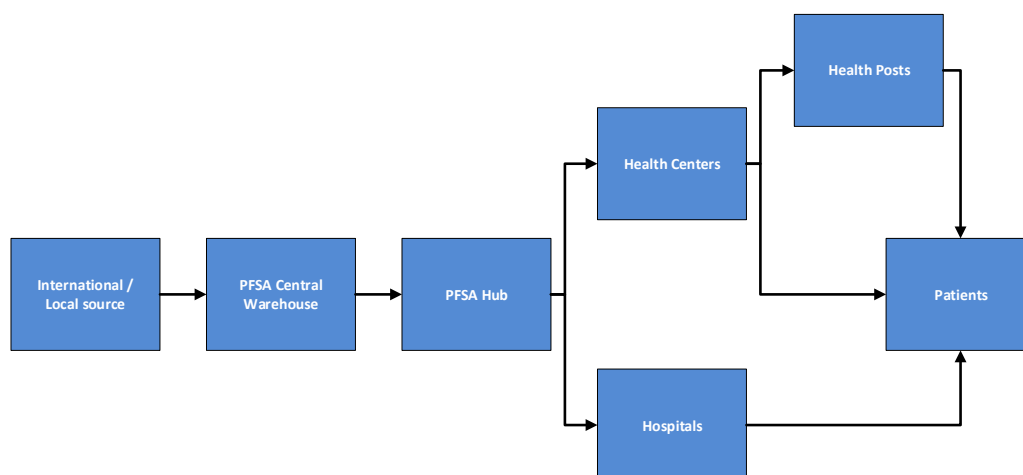 Health Posts
Health Centers
International /
Local source
PFSA Central
Warehouse
PFSA Hub
Patients
Hospitals